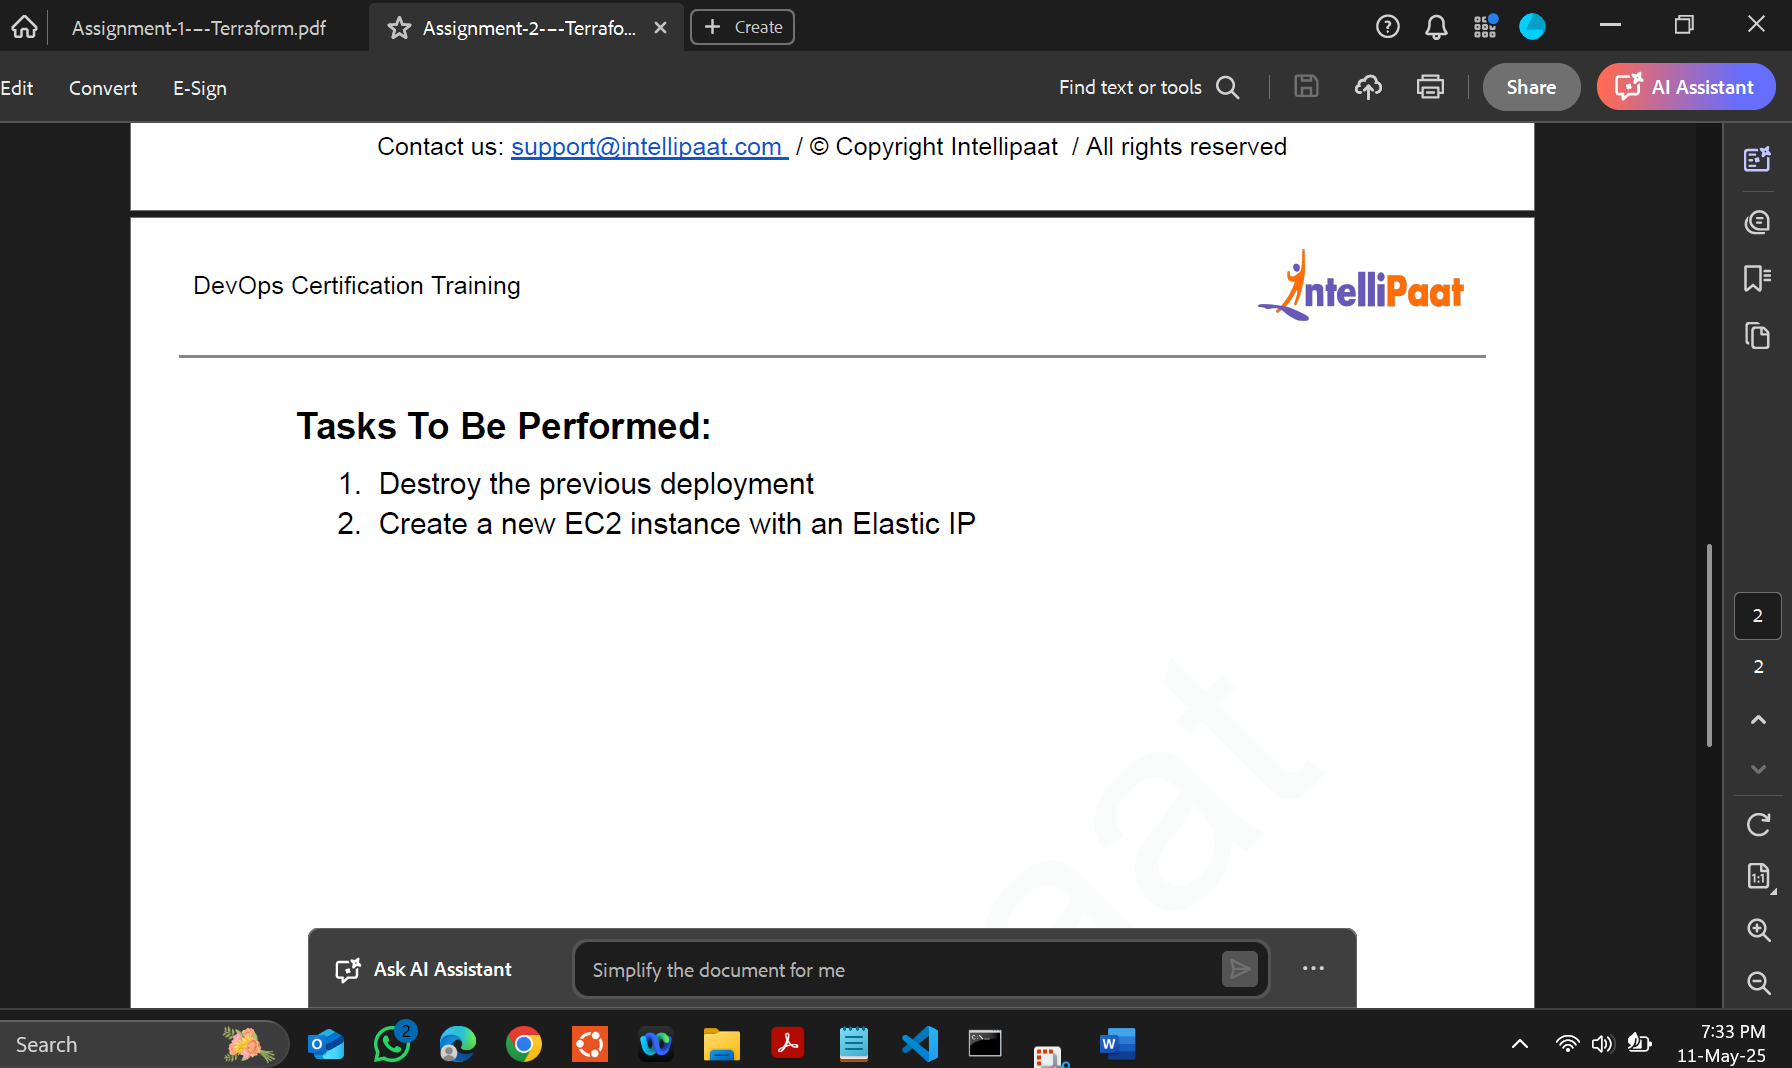 Assignment-1---Terraform.pdf
Assignment-2---Terrafo...
Create
Edit
Convert
E-Sign
Find text or tools
Share
AI Assistant
Contact us: support@intellipaat.com / © Copyright Intellipaat / All rights reserved
DevOps Certification Training
IntelliPaat
Tasks To Be Performed:
1. Destroy the previous deployment
2. Create a new EC2 instance with an Elastic IP
aat
2
2
1:1
Ask AI Assistant
Simplify the document for me
Search
2
7:33 PM
11-May-25